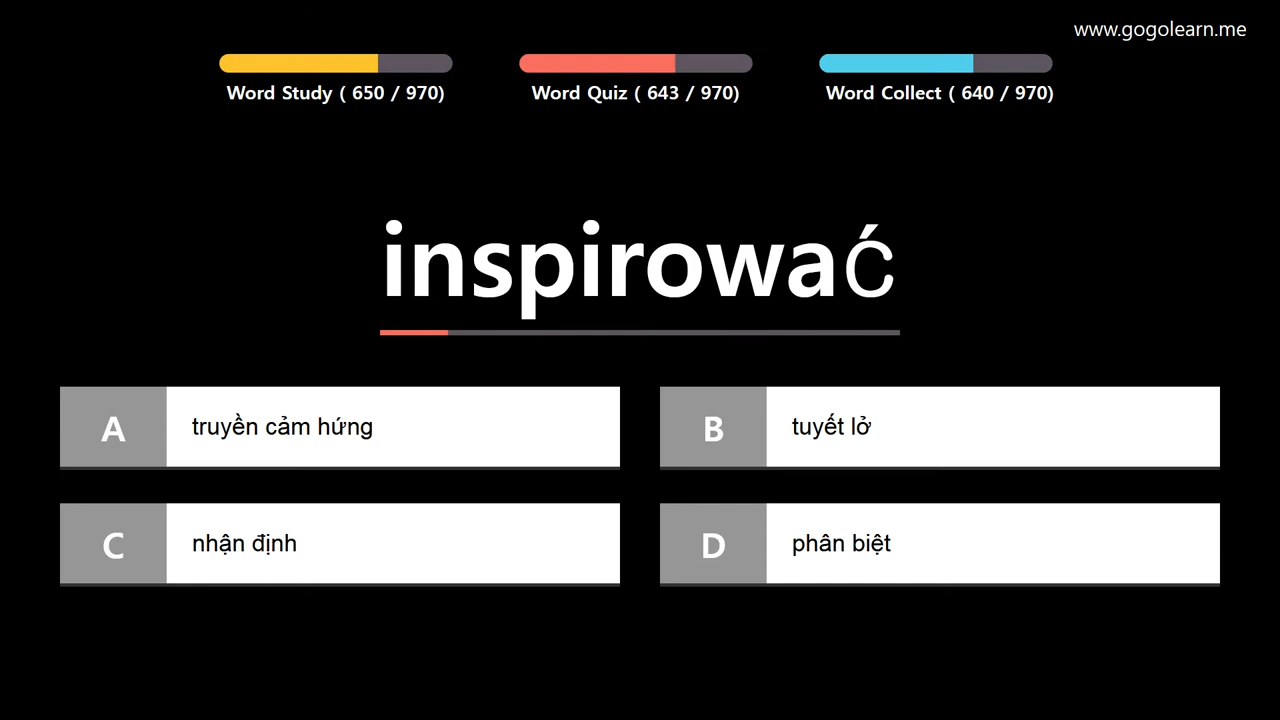 www.gogolearn.me
Word Study ( 650 / 970)
Word Quiz ( 643 / 970)
Word Collect ( 640 / 970)
inspirować
A truyền cảm hứng
B tuyết lở
C nhận định
D phân biệt